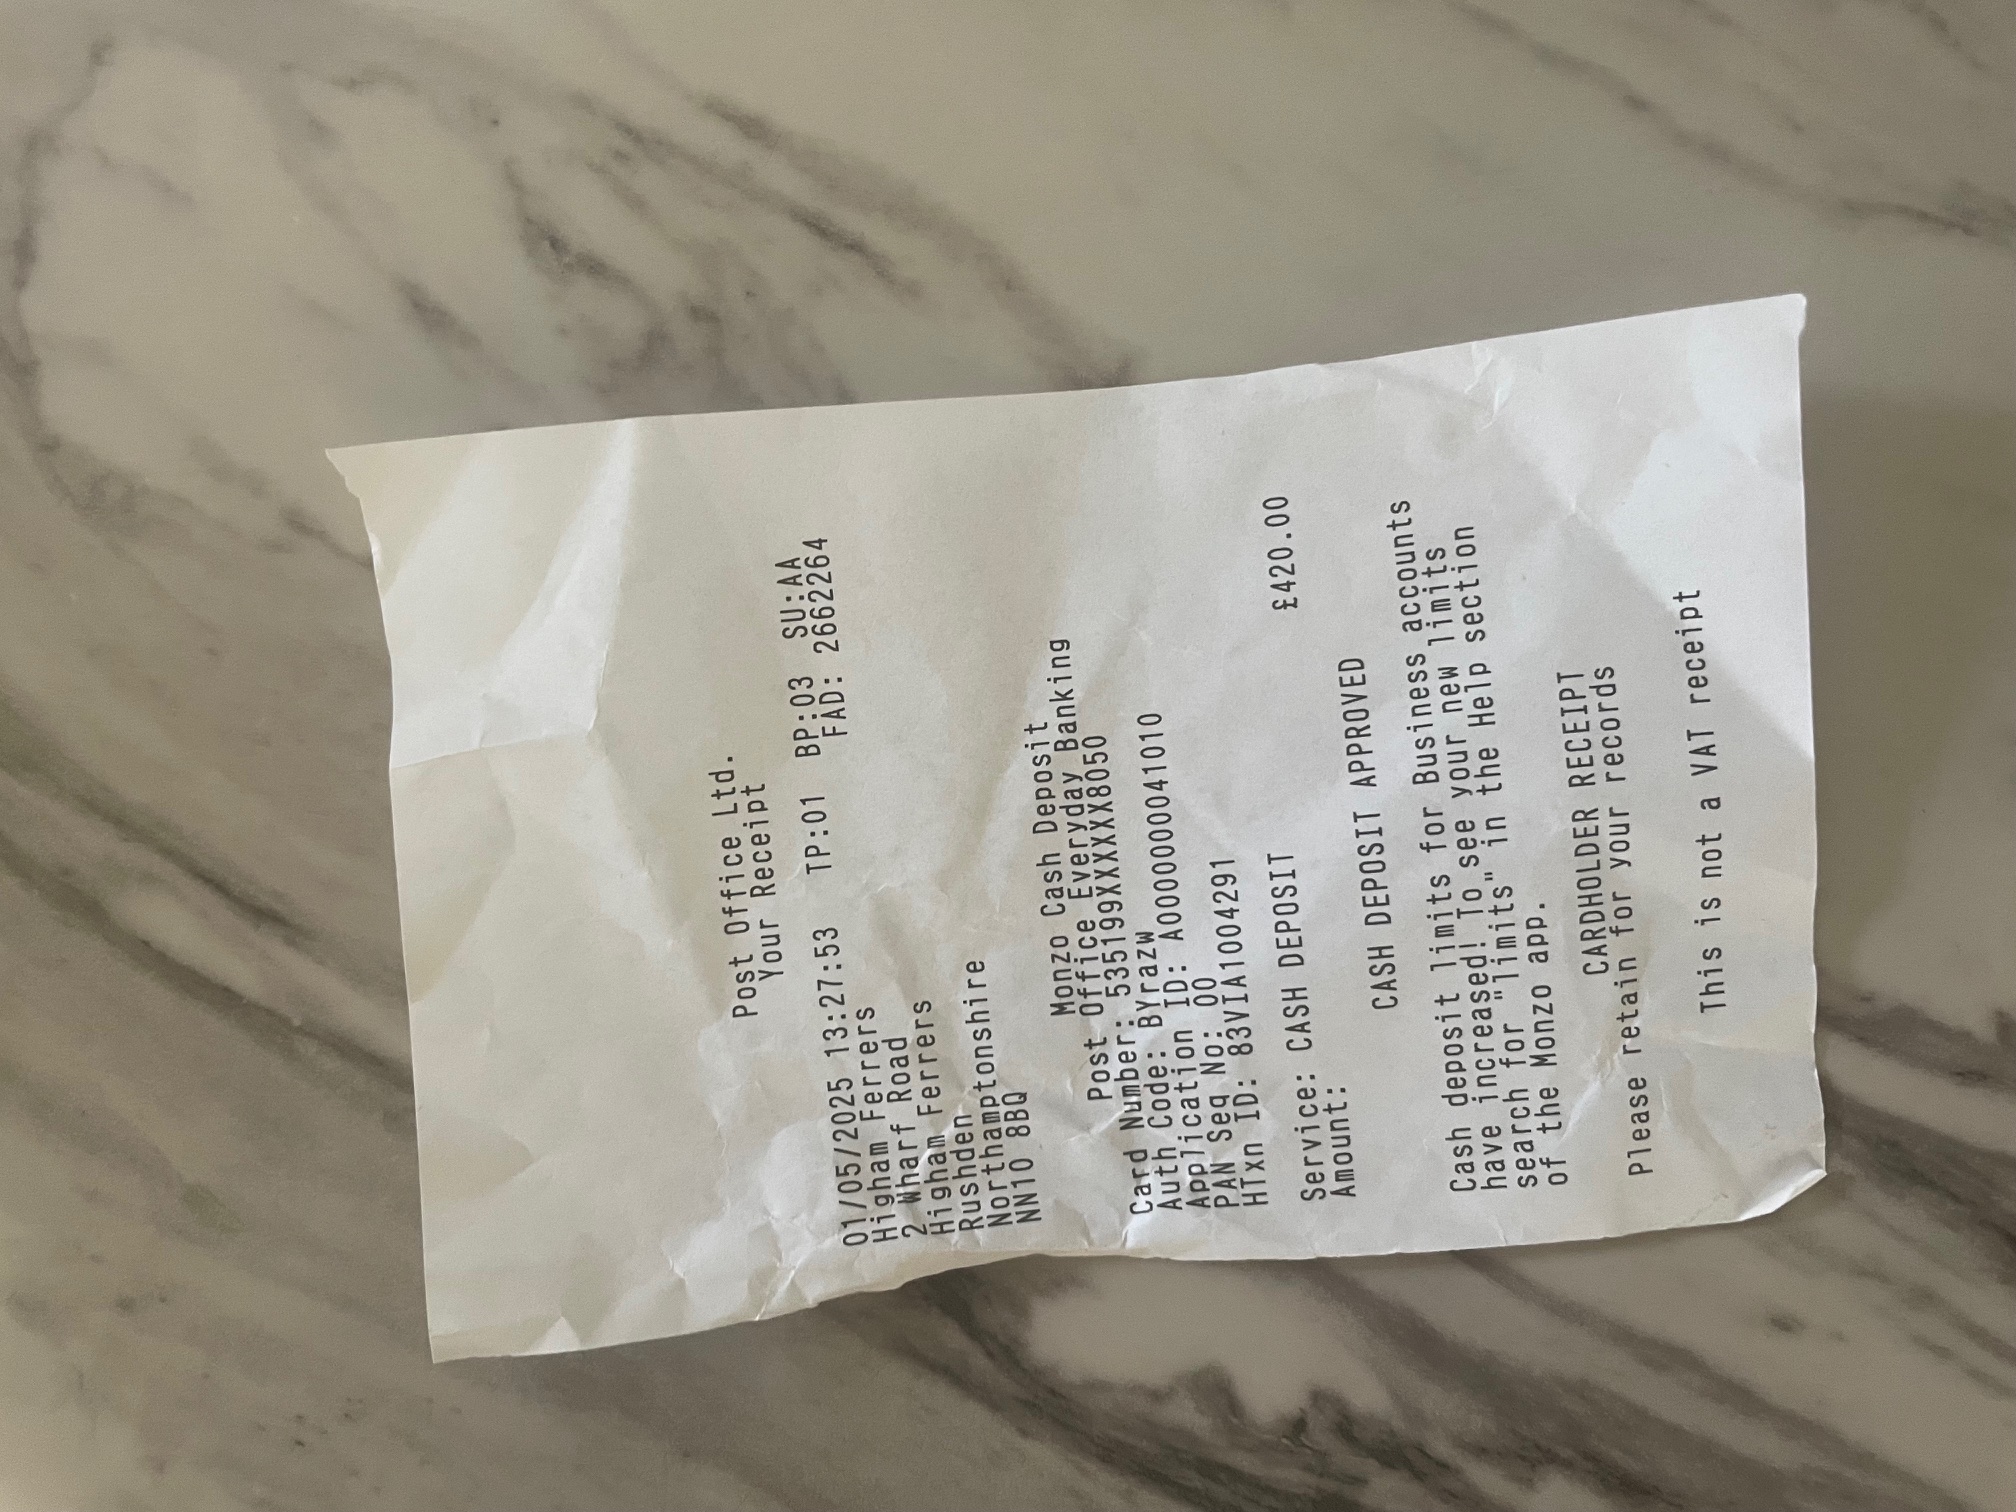 Post Office Ltd.
Your Receipt
01/05/2025 13:27:53 TP:01 BP:03 SU:AA
Higham Ferrers FAD: 2662264
2 Wharf Road
Higham Ferrers
Rushden
Northamptonshire
NN10 8BQ
Monzo Cash Deposit
Post Office Everyday Banking
Card Number: 535199XXXXXX8050
Auth Code: BYrazw
Application ID: A0000000041010
PAN Seq No: 00
HTxn ID: 83VIA1004291
Service: CASH DEPOSIT
Amount: £420.00
CASH DEPOSIT APPROVED
Cash deposit limits for Business accounts
have increased! To see your new limits
search for "limits" in the Help section
of the Monzo app.
CARDHOLDER RECEIPT
Please retain for your records
This is not a VAT receipt